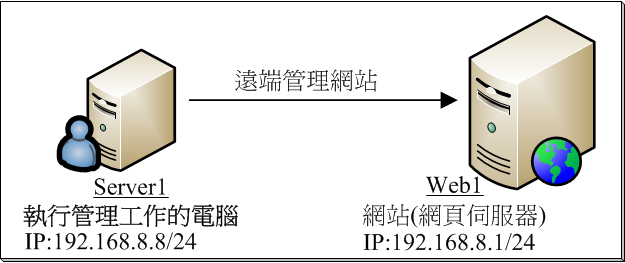 遠端管理網站
Server1
執行管理工作的電腦
IP:192.168.8.8/24
Web1
網站(網頁伺服器)
IP:192.168.8.1/24